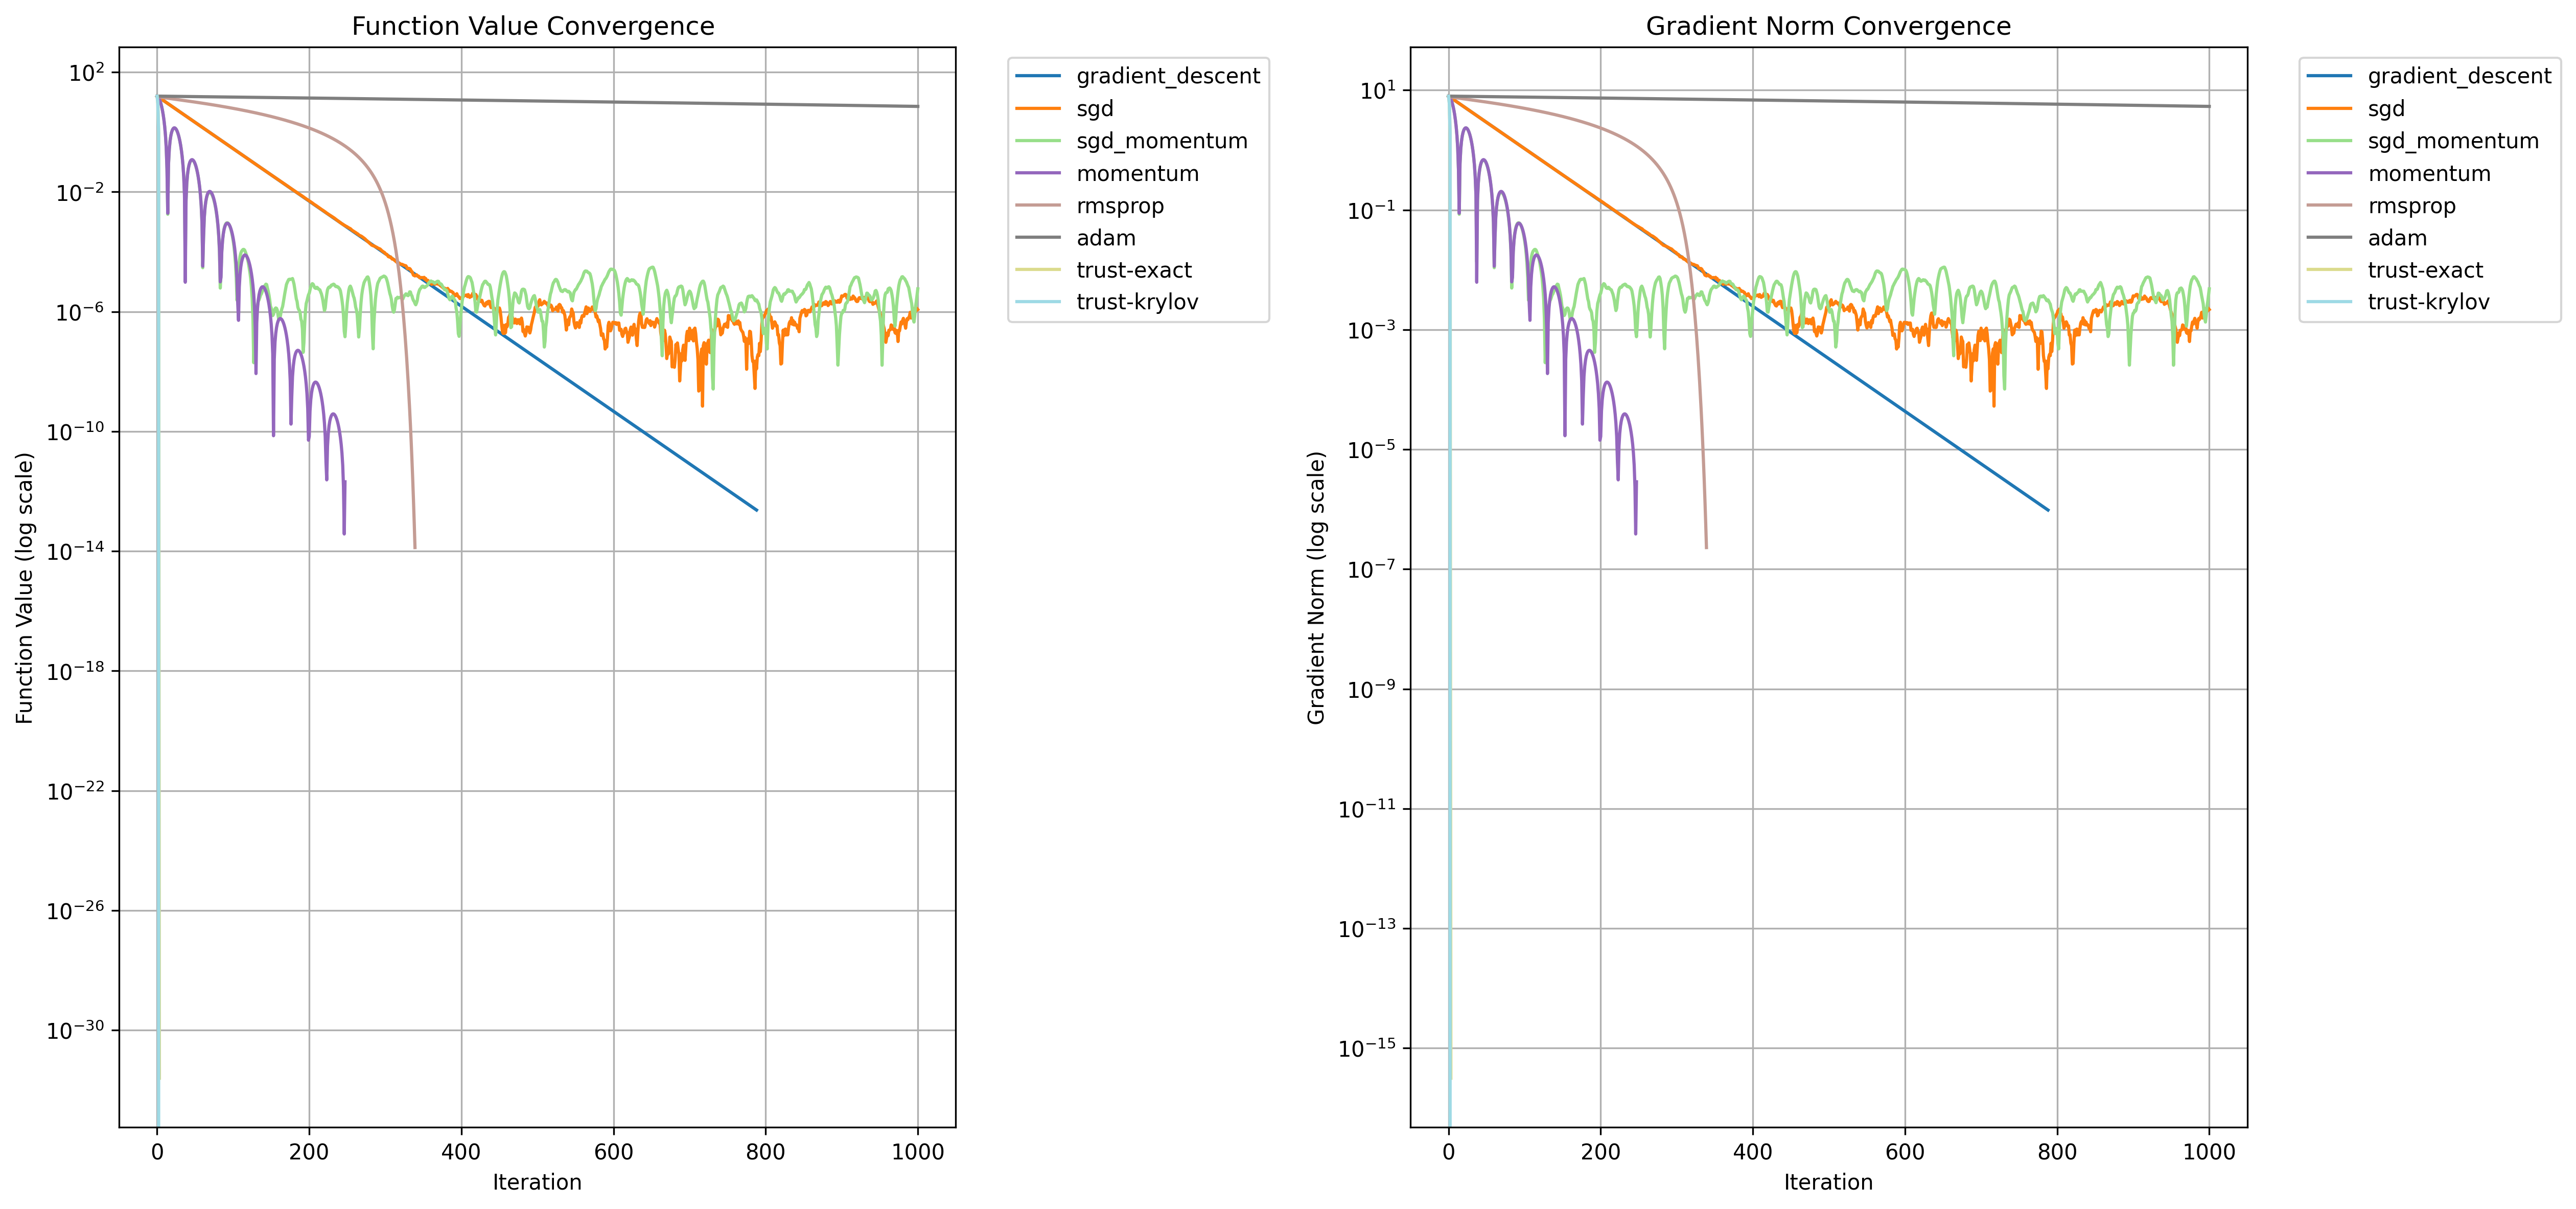 Function Value Convergence
Function Value (log scale)
10²
10⁻²
10⁻⁶
10⁻¹⁰
10⁻¹⁴
10⁻¹⁸
10⁻²²
10⁻²⁶
10⁻³⁰
0 200 400 600 800 1000
Iteration
gradient_descent
sgd
sgd_momentum
momentum
rmsprop
adam
trust-exact
trust-krylov
Gradient Norm Convergence
Gradient Norm (log scale)
10¹
10⁻¹
10⁻³
10⁻⁵
10⁻⁷
10⁻⁹
10⁻¹¹
10⁻¹³
10⁻¹⁵
0 200 400 600 800 1000
Iteration
gradient_descent
sgd
sgd_momentum
momentum
rmsprop
adam
trust-exact
trust-krylov